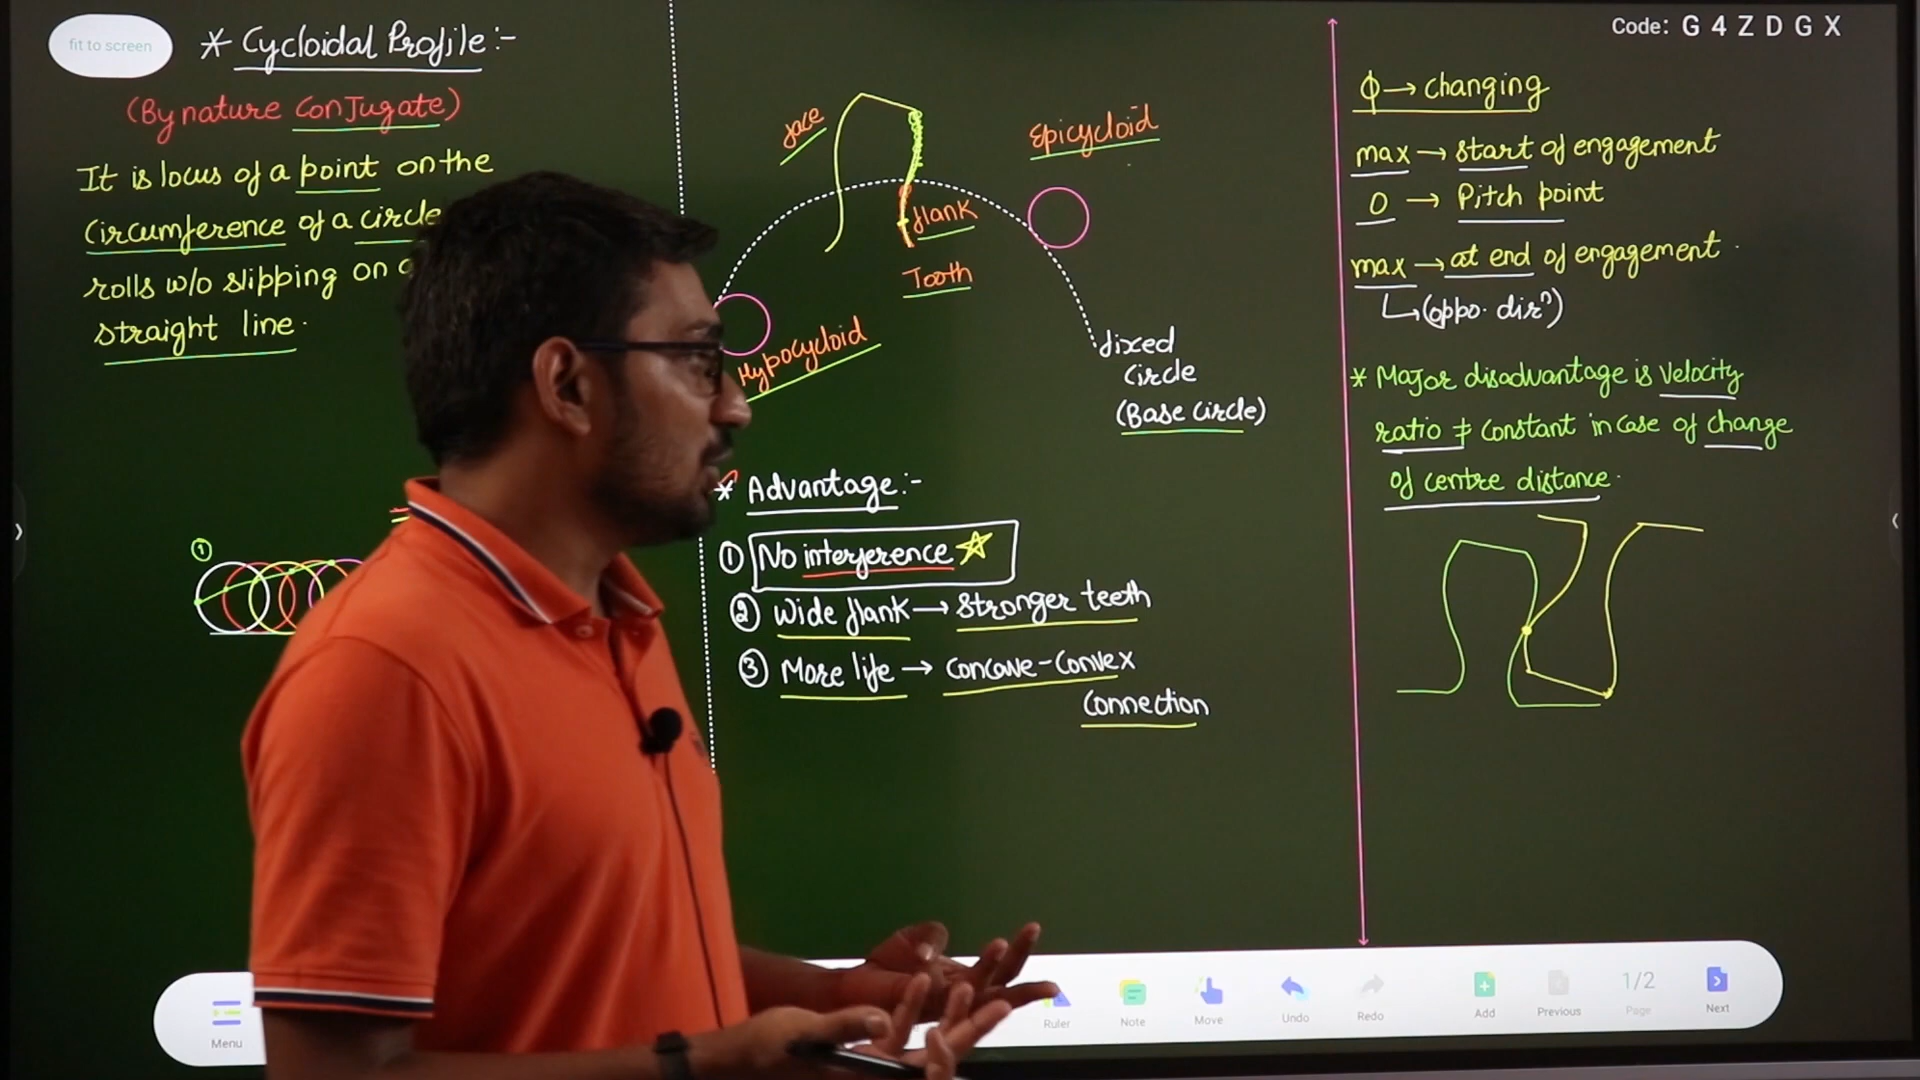 fit to screen
* Cycloidal Profile:-
(By nature ConJugate)
It is locus of a point on the
Circumference of a circle
rolls w/o slipping on
straight line.
①
face
Epicycloid
flank
Tooth
Hypocycloid
fixed
Circle
(Base circle)
* Advantage:-
① No interference ☆
② Wide flank → stronger teeth
③ More life → Concave-Convex
Connection
Code: G4ZDGX
ϕ → changing
max → start of engagement
0 → Pitch point
max → at end of engagement.
↳ (oppo. dirⁿ)
* Major disadvantage is velocity
ratio ≠ Constant in case of change
of centre distance.
Menu
Ruler
Note
Move
Undo
Redo
Add
Previous
1/2
Page
Next